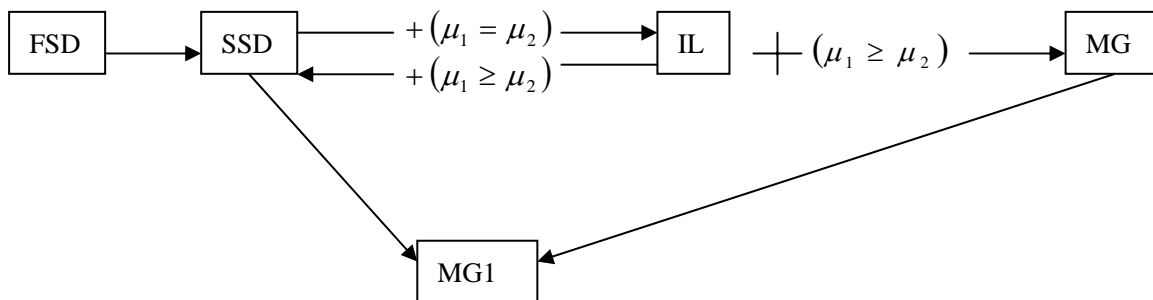 FSD SSD + (μ₁ = μ₂) IL (μ₁ ≥ μ₂) MG
+ (μ₁ ≥ μ₂)
MG1